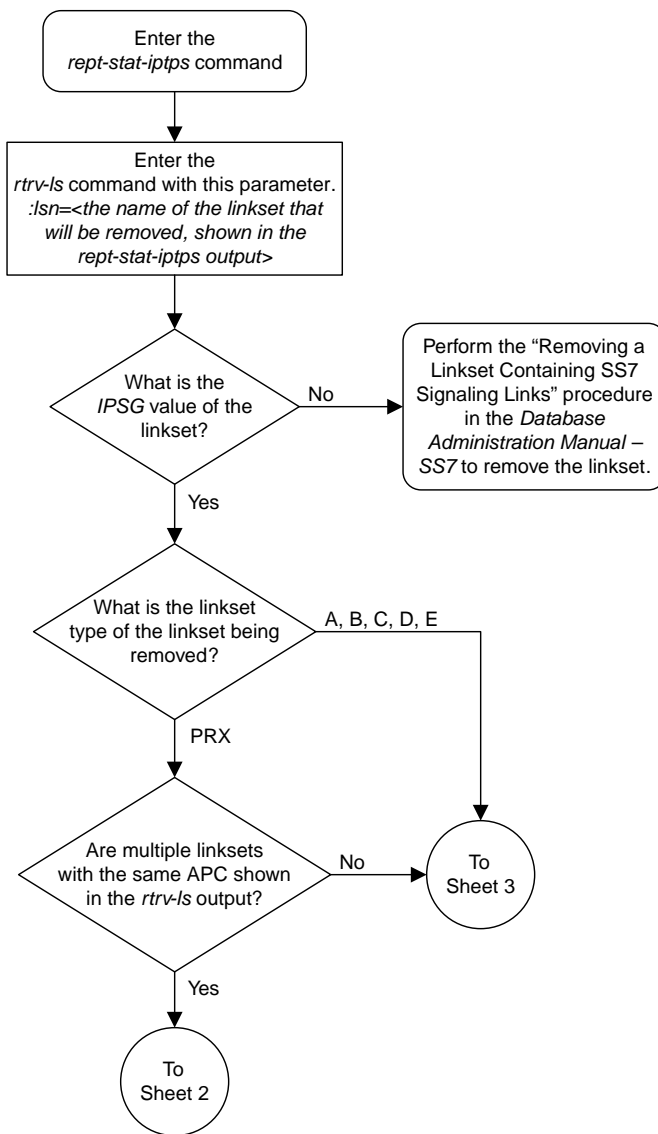 Enter the
rept-stat-iptps command
Enter the
rtrv-ls command with this parameter.
:lsn=<the name of the linkset that
will be removed, shown in the
rept-stat-iptps output>
What is the
IPSG value of the
linkset?
No
Perform the “Removing a
Linkset Containing SS7
Signaling Links” procedure
in the Database
Administration Manual –
SS7 to remove the linkset.
Yes
What is the linkset
type of the linkset being
removed?
A, B, C, D, E
PRX
Are multiple linksets
with the same APC shown
in the rtrv-ls output?
No
To
Sheet 3
Yes
To
Sheet 2